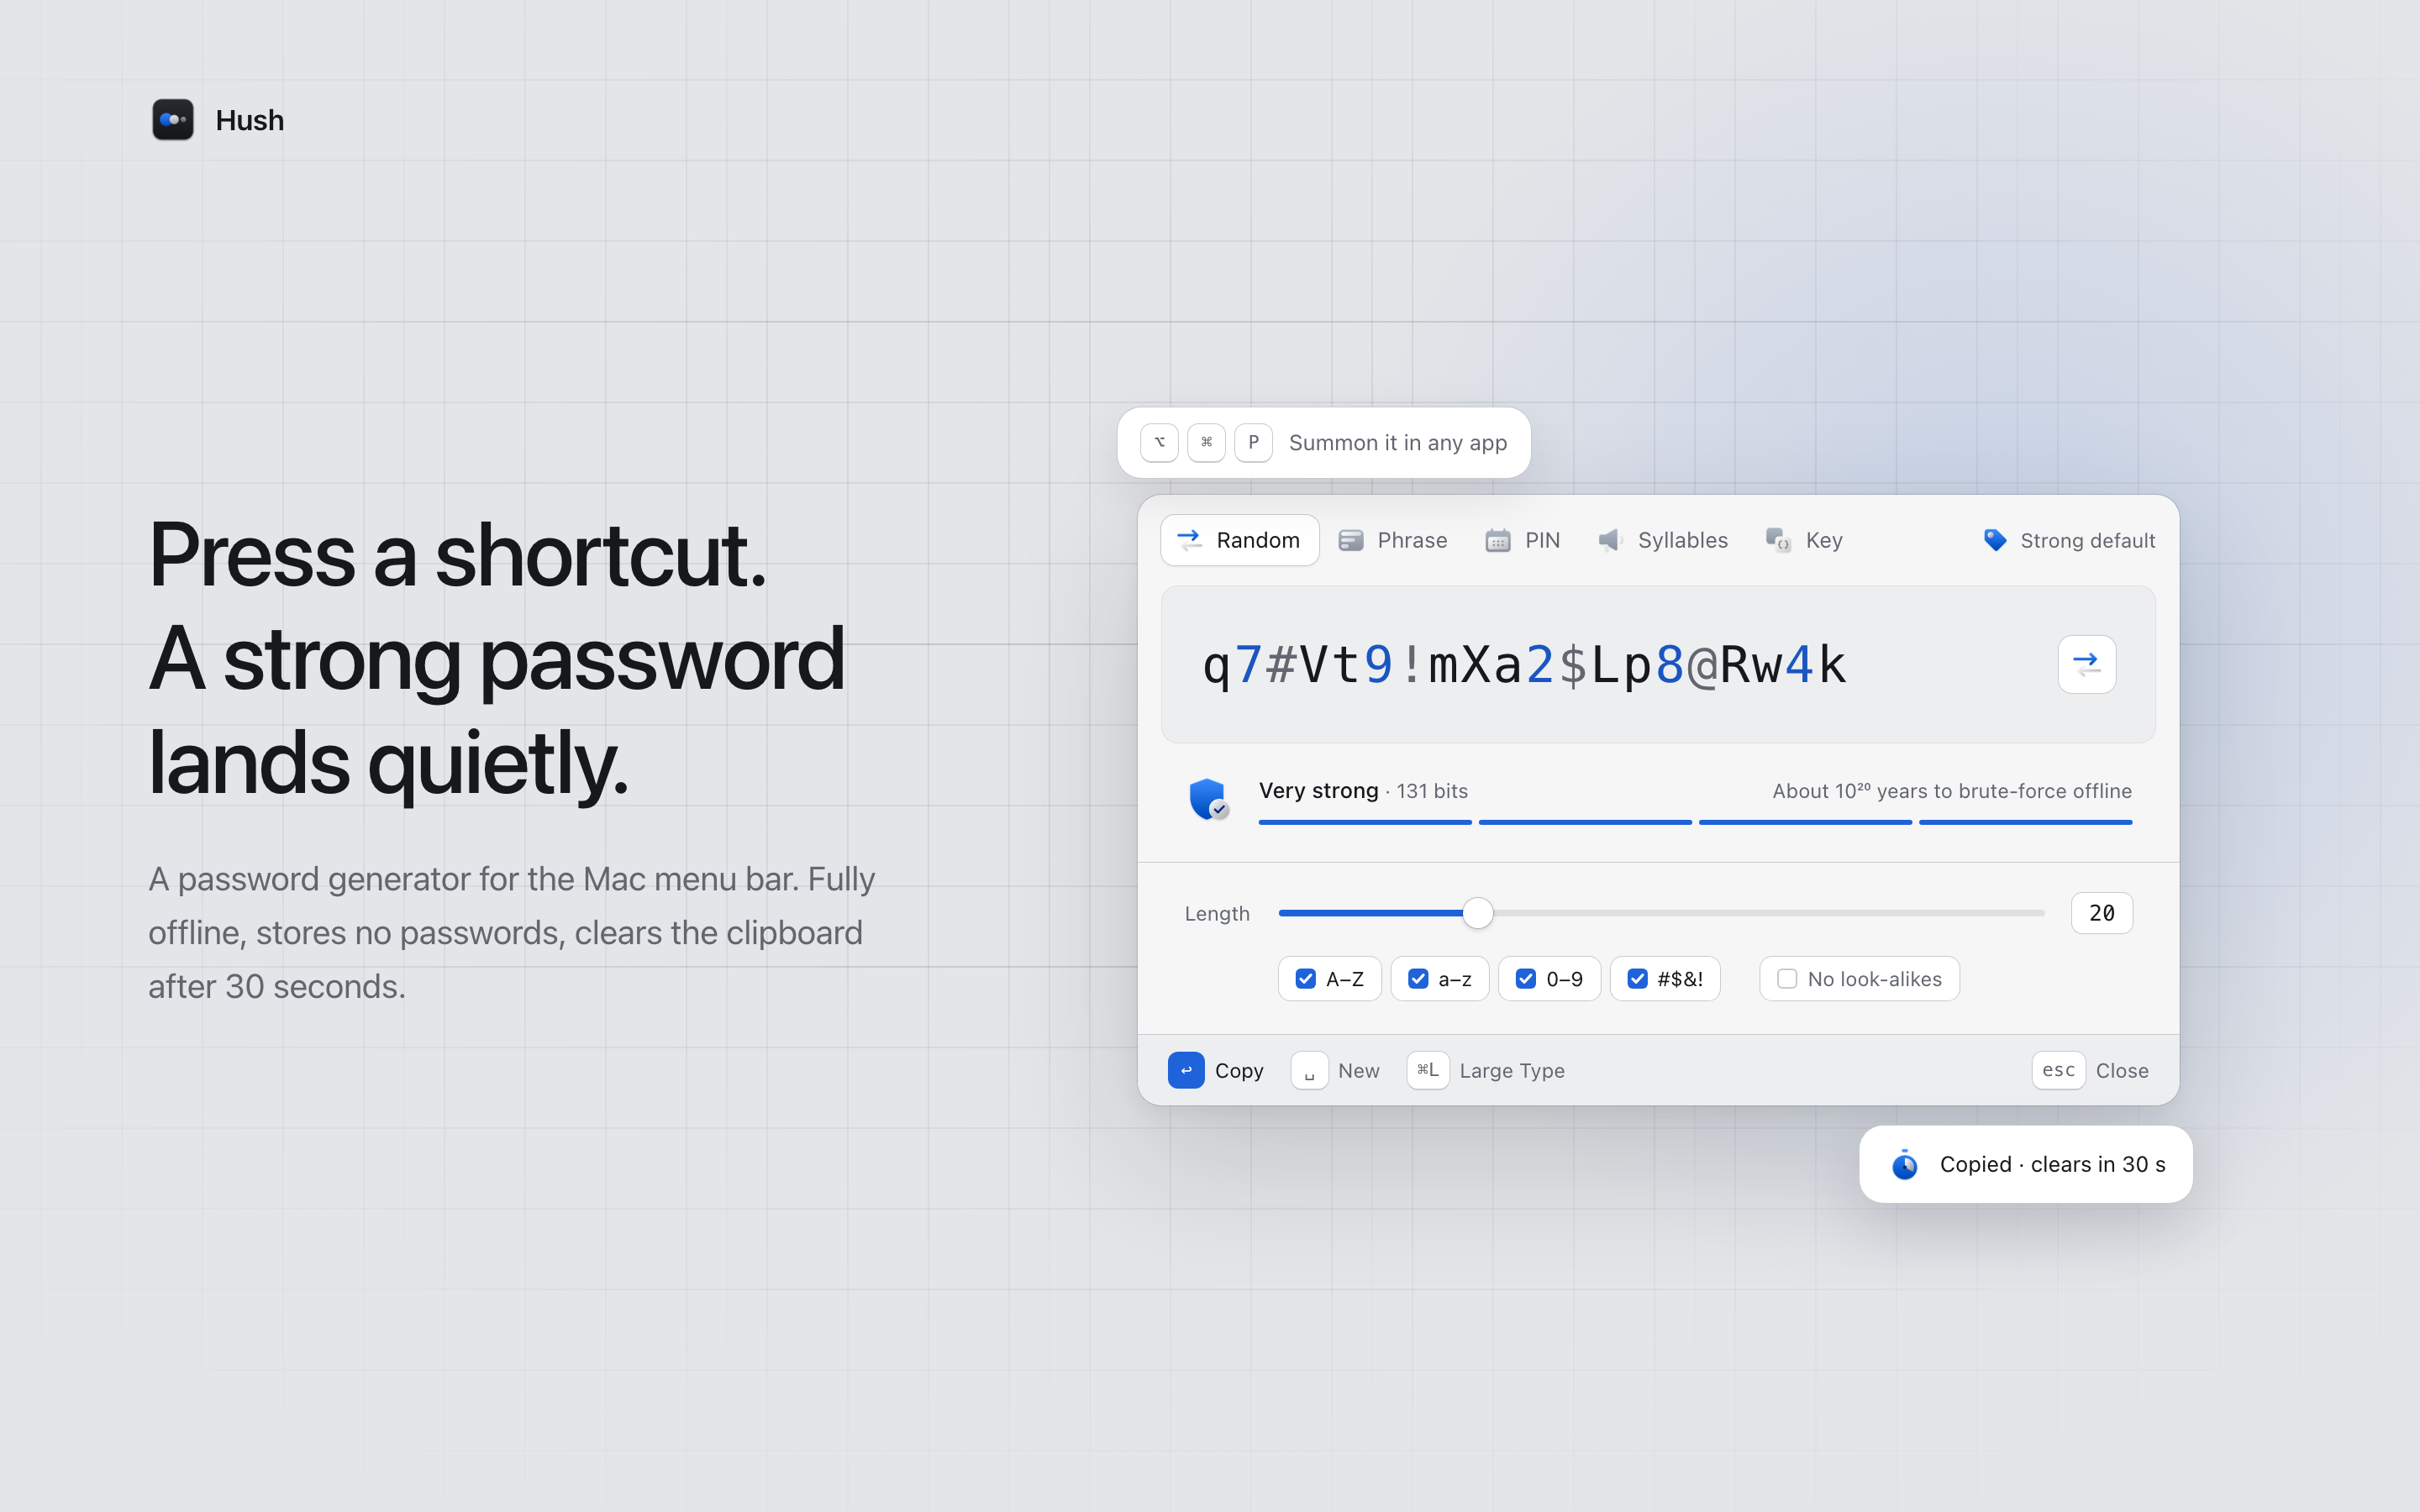 Hush
Press a shortcut.
A strong password
lands quietly.
A password generator for the Mac menu bar. Fully
offline, stores no passwords, clears the clipboard
after 30 seconds.
⌥ ⌘ P Summon it in any app
Random Phrase PIN Syllables Key Strong default
q7#Vt9!mXa2$Lp8@Rw4k
Very strong · 131 bits About 10²⁰ years to brute-force offline
Length 20
A–Z a–z 0–9 #$&! No look-alikes
↩ Copy ␣ New ⌘L Large Type esc Close
Copied · clears in 30 s